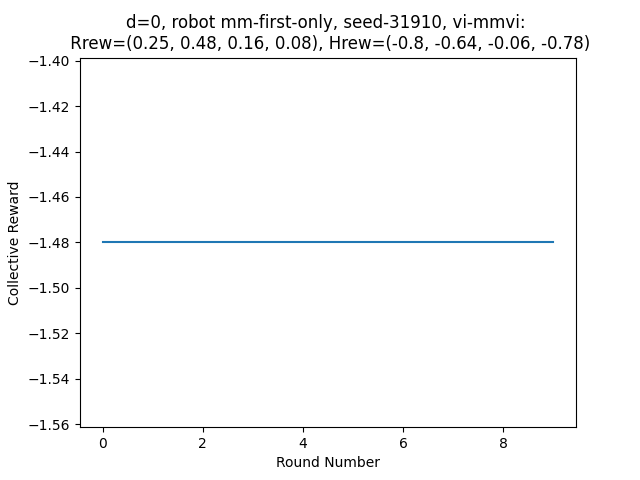 d=0, robot mm-first-only, seed-31910, vi-mmvi:
Rrew=(0.25, 0.48, 0.16, 0.08), Hrew=(-0.8, -0.64, -0.06, -0.78)
−1.40
−1.42
−1.44
−1.46
−1.48
−1.50
−1.52
−1.54
−1.56
Collective Reward
0 2 4 6 8
Round Number